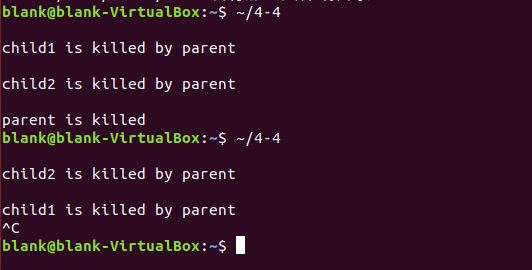 blank@blank-VirtualBox:~$ ~/4-4
child1 is killed by parent
child2 is killed by parent
parent is killed
blank@blank-VirtualBox:~$ ~/4-4
child2 is killed by parent
child1 is killed by parent
^C
blank@blank-VirtualBox:~$